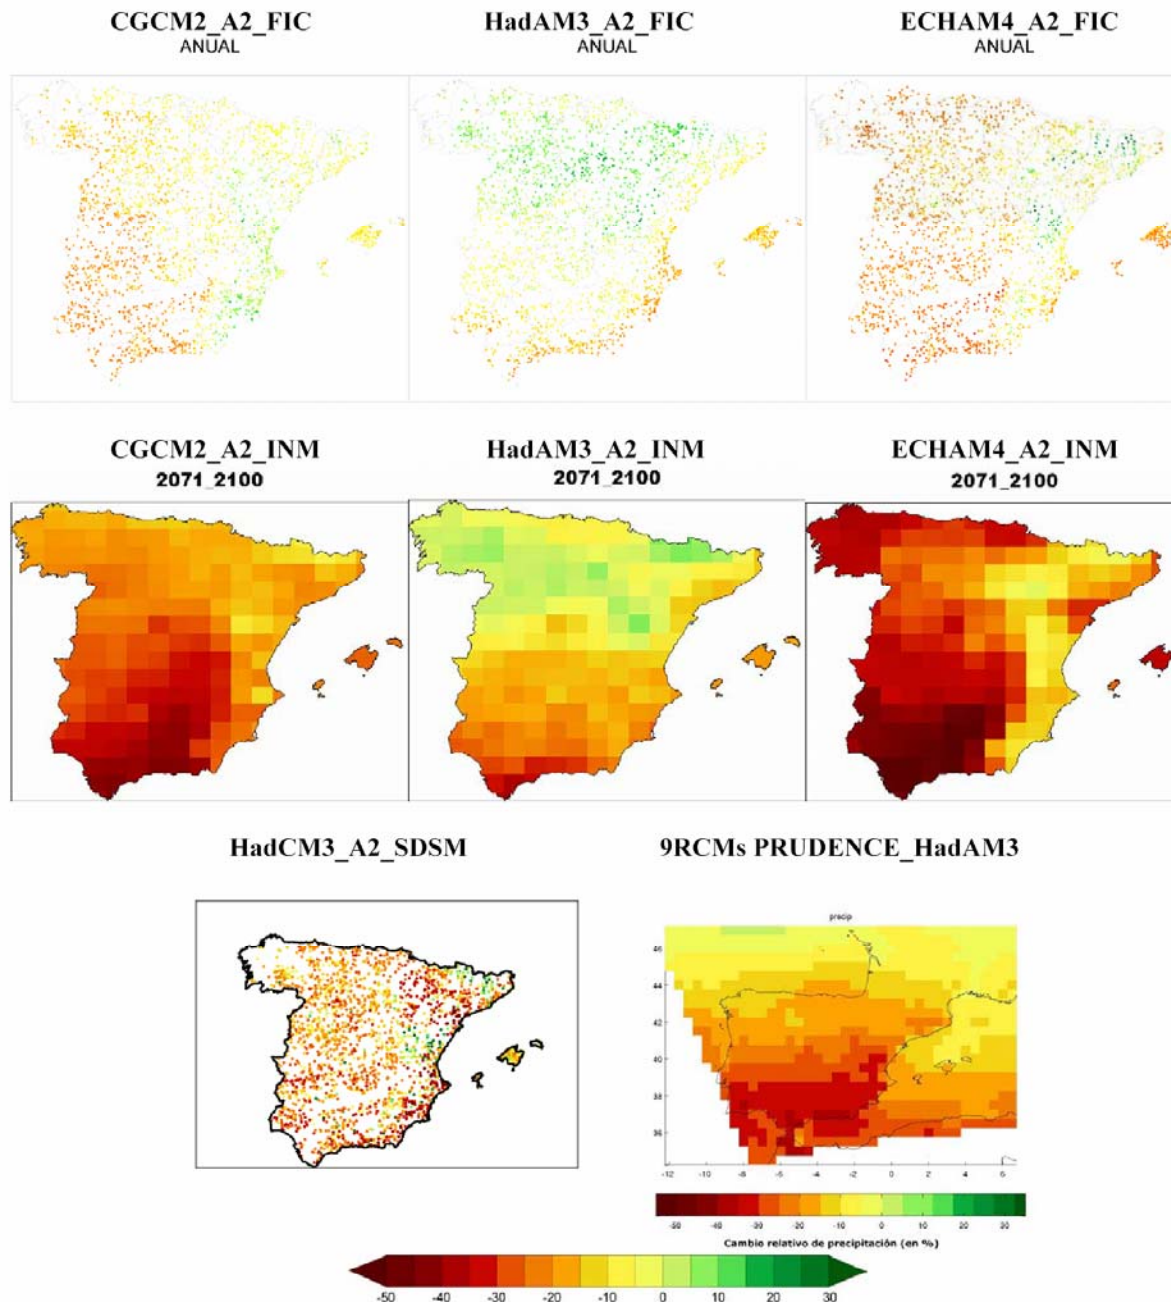 CGCM2_A2_FIC
ANUAL
HadAM3_A2_FIC
ANUAL
ECHAM4_A2_FIC
ANUAL
CGCM2_A2_INM
2071_2100
HadAM3_A2_INM
2071_2100
ECHAM4_A2_INM
2071_2100
HadCM3_A2_SDSM
9RCMs PRUDENCE_HadAM3
precip
46
44
42
40
38
36
-12 -10 -8 -6 -4 -2 0 2 4 6
-50 -40 -30 -20 -10 0 10 20 30
Cambio relativo de precipitación (en %)
-50 -40 -30 -20 -10 0 10 20 30